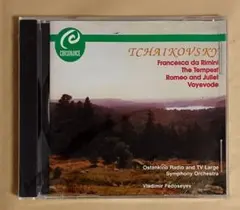 CONSONANCE
TCHAIKOVSKY
Francesca da Rimini
The Tempest
Romeo and Juliet
Voyevode
Ostankino Radio and TV Large
Symphony Orchestra
Vladimir Fedoseyev